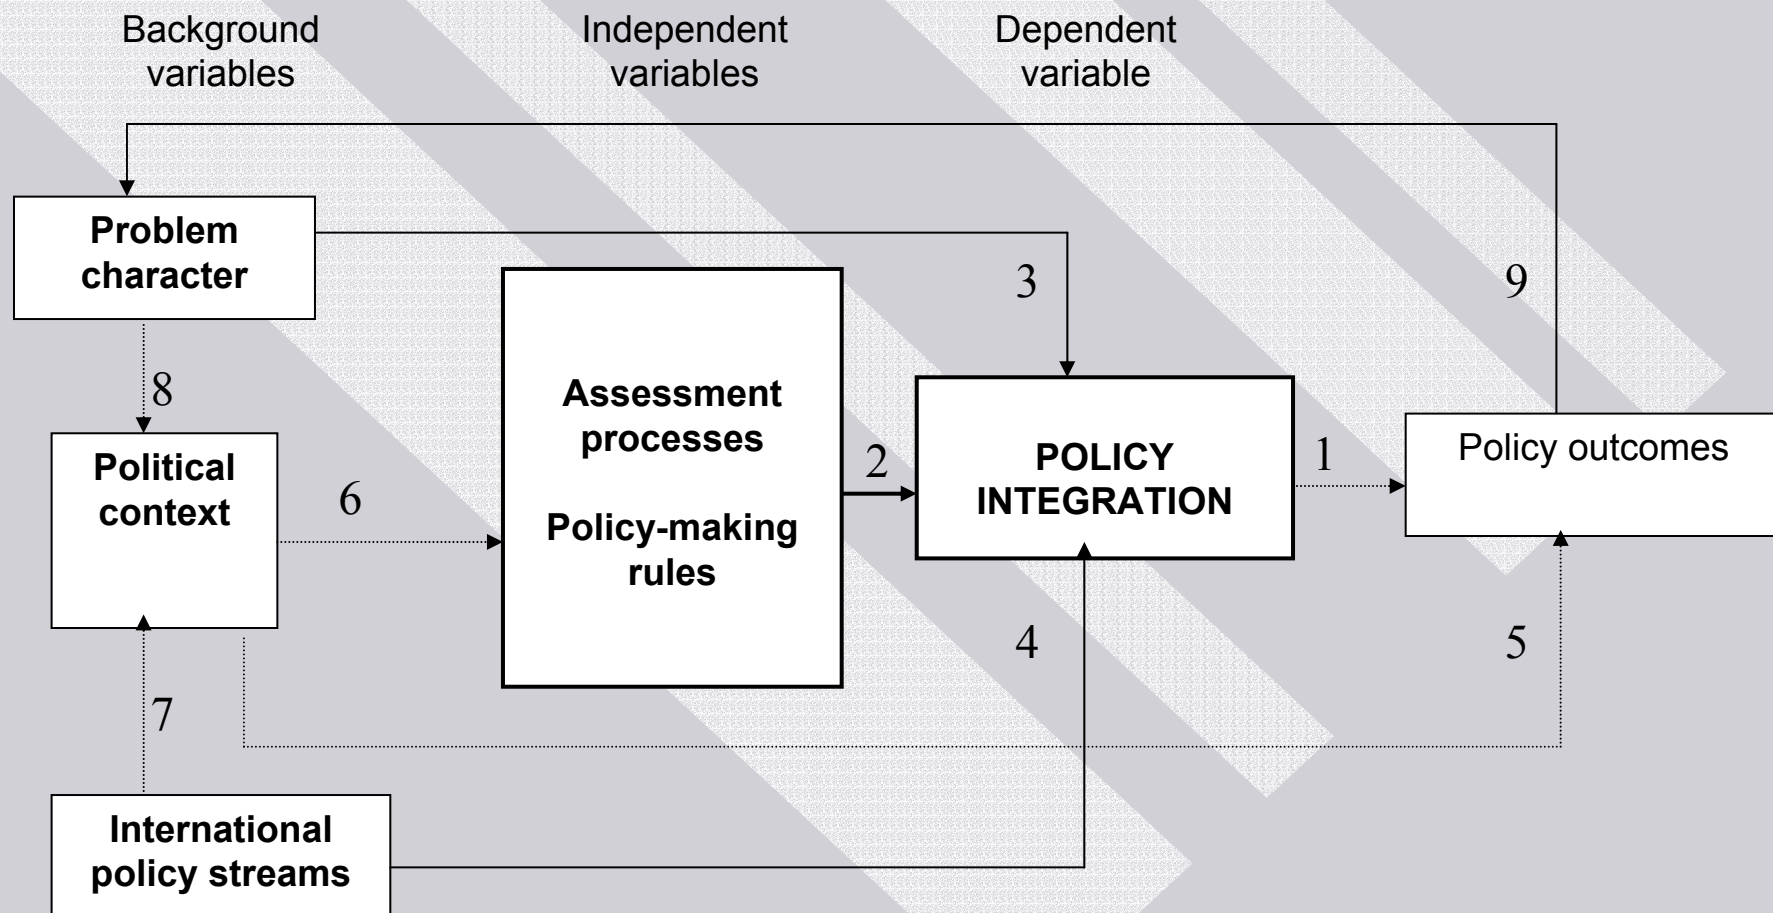 Background
variables
Independent
variables
Dependent
variable
Problem
character
3
9
8
Political
context
6
Assessment
processes
Policy-making
rules
2
POLICY
INTEGRATION
1
Policy outcomes
4
5
7
International
policy streams